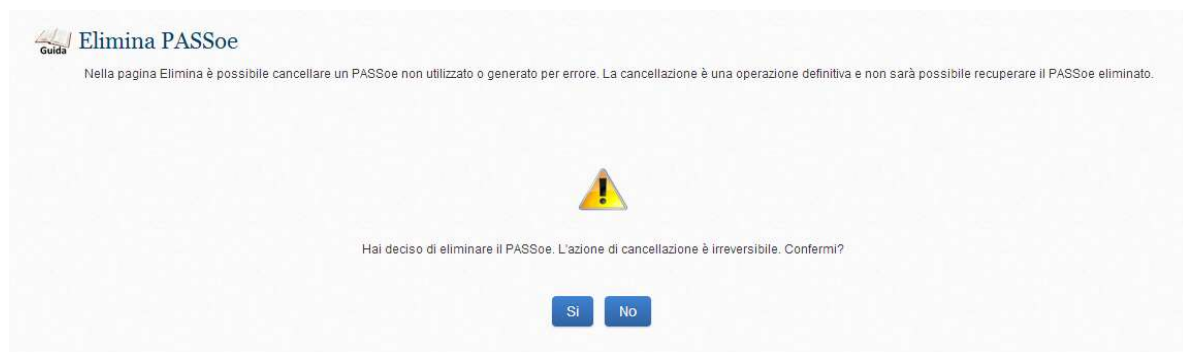 Guida
Elimina PASSoe
Nella pagina Elimina è possibile cancellare un PASSoe non utilizzato o generato per errore. La cancellazione è una operazione definitiva e non sarà possibile recuperare il PASSoe eliminato.
Hai deciso di eliminare il PASSoe. L'azione di cancellazione è irreversibile. Confermi?
Sì No